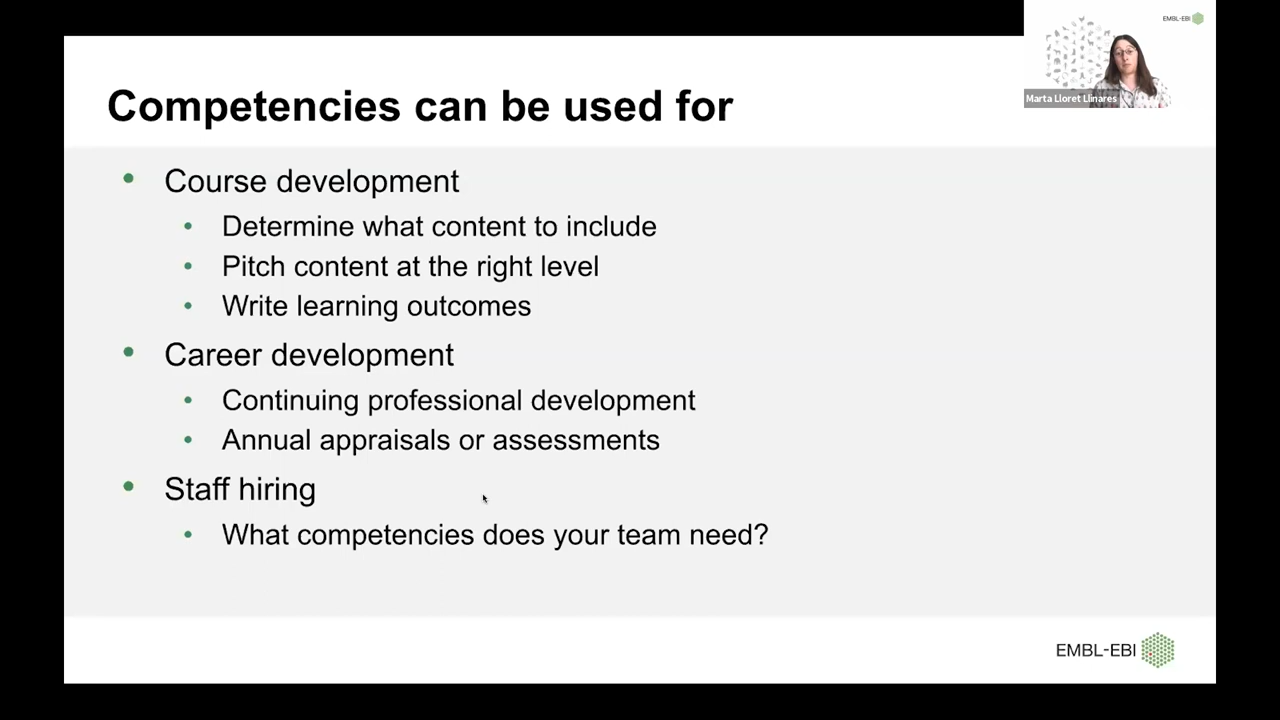 EMBL-EBI
Marta Lloret Llinares
Competencies can be used for
• Course development
• Determine what content to include
• Pitch content at the right level
• Write learning outcomes
• Career development
• Continuing professional development
• Annual appraisals or assessments
• Staff hiring
• What competencies does your team need?
EMBL-EBI